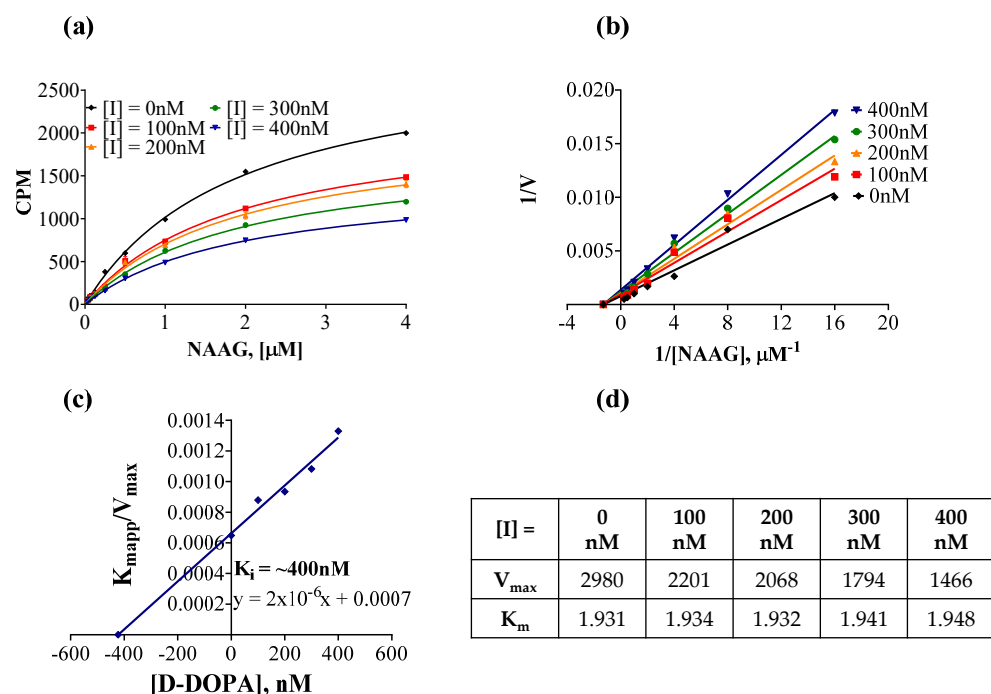 (a)
2500
2000
1500
1000
500
0
CPM
[I] = 0nM
[I] = 100nM
[I] = 200nM
[I] = 300nM
[I] = 400nM
0 1 2 3 4
NAAG, [μM]
(b)
0.020
0.015
0.010
0.005
1/V
400nM
300nM
200nM
100nM
0nM
-4 0 4 8 12 16 20
1/[NAAG], μM⁻¹
(c)
0.0014
0.0012
0.0010
0.0008
0.0006
0.0004
0.0002
Kmapp/Vmax
Ki = ~400nM
y = 2x10⁻⁶x + 0.0007
-600 -400 -200 0 200 400 600
[D-DOPA], nM
(d)
[I] = 0 nM 100 nM 200 nM 300 nM 400 nM
Vmax 2980 2201 2068 1794 1466
Km 1.931 1.934 1.932 1.941 1.948